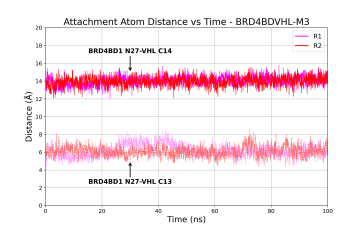 Attachment Atom Distance vs Time - BRD4BDVHL-M3
20
18
16
14
12
10
8
6
4
2
0
Distance (Å)
BRD4BD1 N27-VHL C14
R1
R2
BRD4BD1 N27-VHL C13
0 20 40 60 80 100
Time (ns)